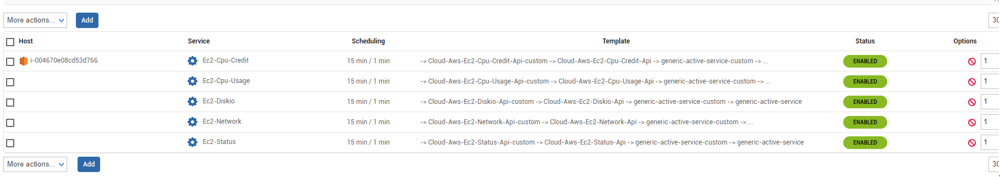 More actions... Add 30
Host Service Scheduling Template Status Options
i-004670e08cd53d766 Ec2-Cpu-Credit 15 min / 1 min -> Cloud-Aws-Ec2-Cpu-Credit-Api-custom -> Cloud-Aws-Ec2-Cpu-Credit-Api -> generic-active-service-custom -> ... ENABLED 1
Ec2-Cpu-Usage 15 min / 1 min -> Cloud-Aws-Ec2-Cpu-Usage-Api-custom -> Cloud-Aws-Ec2-Cpu-Usage-Api -> generic-active-service-custom -> ... ENABLED 1
Ec2-Diskio 15 min / 1 min -> Cloud-Aws-Ec2-Diskio-Api-custom -> Cloud-Aws-Ec2-Diskio-Api -> generic-active-service-custom -> generic-active-service ENABLED 1
Ec2-Network 15 min / 1 min -> Cloud-Aws-Ec2-Network-Api-custom -> Cloud-Aws-Ec2-Network-Api -> generic-active-service-custom -> ... ENABLED 1
Ec2-Status 15 min / 1 min -> Cloud-Aws-Ec2-Status-Api-custom -> Cloud-Aws-Ec2-Status-Api -> generic-active-service-custom -> generic-active-service ENABLED 1
More actions... Add 30